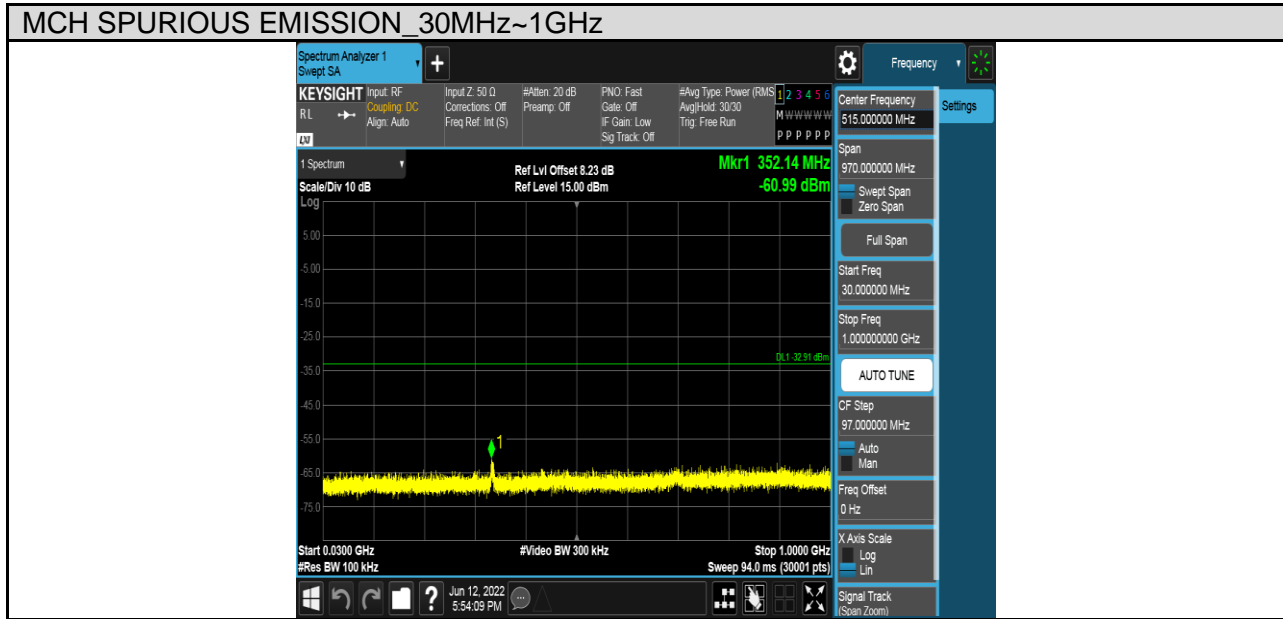 MCH SPURIOUS EMISSION_30MHz~1GHz
Spectrum Analyzer 1
Swept SA
+
Frequency
KEYSIGHT
RL
LXI
Input: RF
Coupling: DC
Align: Auto
Input Z: 50 Ω
Corrections: Off
Freq Ref: Int (S)
#Atten: 20 dB
Preamp: Off
PNO: Fast
Gate: Off
IF Gain: Low
Sig Track: Off
#Avg Type: Power (RMS
Avg|Hold: 30/30
Trig: Free Run
1 2 3 4 5 6
M W W W W W
P P P P P P
1 Spectrum
Scale/Div 10 dB
Log
Ref Lvl Offset 8.23 dB
Ref Level 15.00 dBm
Mkr1 352.14 MHz
-60.99 dBm
5.00
-5.00
-15.0
-25.0
DL1 -32.91 dBm
-35.0
-45.0
-55.0
1
-65.0
-75.0
Start 0.0300 GHz
#Res BW 100 kHz
#Video BW 300 kHz
Stop 1.0000 GHz
Sweep 94.0 ms (30001 pts)
Center Frequency
515.000000 MHz
Settings
Span
970.000000 MHz
Swept Span
Zero Span
Full Span
Start Freq
30.000000 MHz
Stop Freq
1.000000000 GHz
AUTO TUNE
CF Step
97.000000 MHz
Auto
Man
Freq Offset
0 Hz
X Axis Scale
Log
Lin
Signal Track
(Span Zoom)
?
Jun 12, 2022
5:54:09 PM